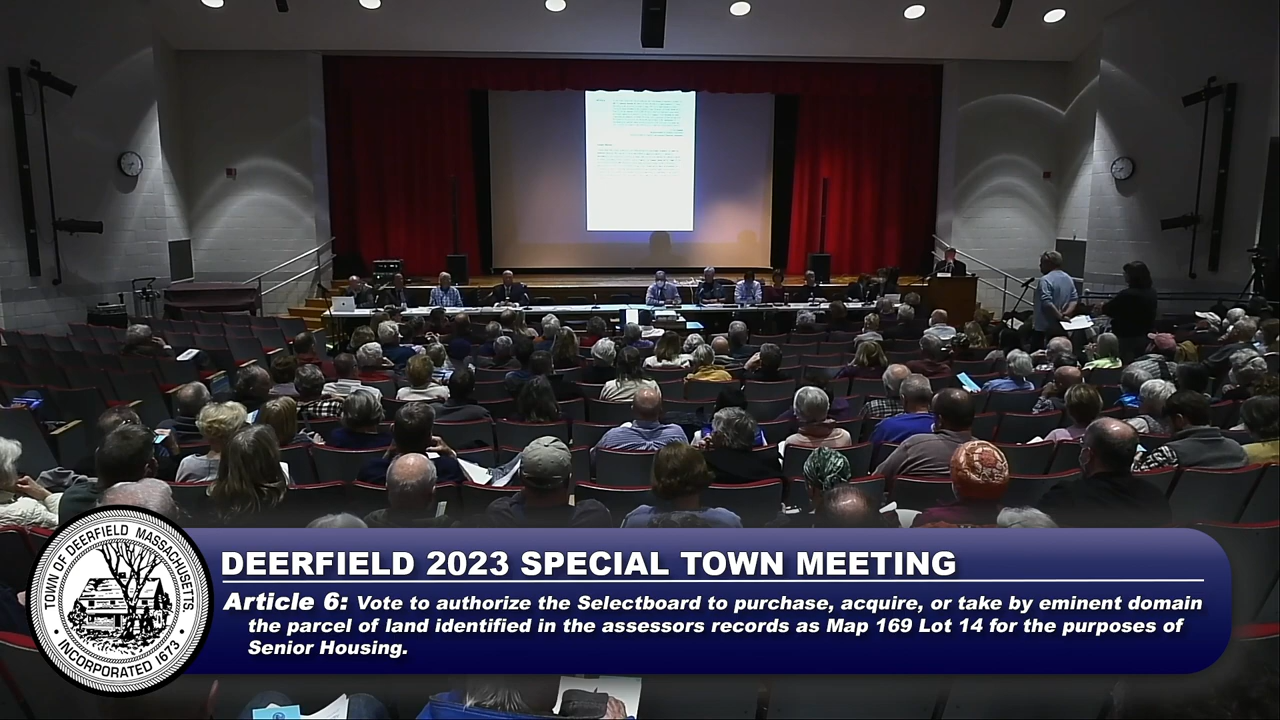 DEERFIELD 2023 SPECIAL TOWN MEETING
Article 6: Vote to authorize the Selectboard to purchase, acquire, or take by eminent domain
the parcel of land identified in the assessors records as Map 169 Lot 14 for the purposes of
Senior Housing.
TOWN OF DEERFIELD MASSACHUSETTS.
INCORPORATED 1673